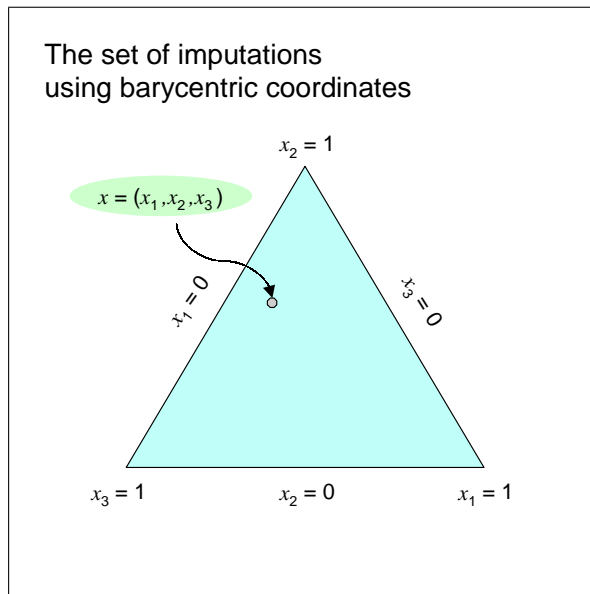 The set of imputations
using barycentric coordinates
x₂ = 1
x = (x₁,x₂,x₃)
x₁ = 0
x₃ = 0
x₃ = 1
x₂ = 0
x₁ = 1